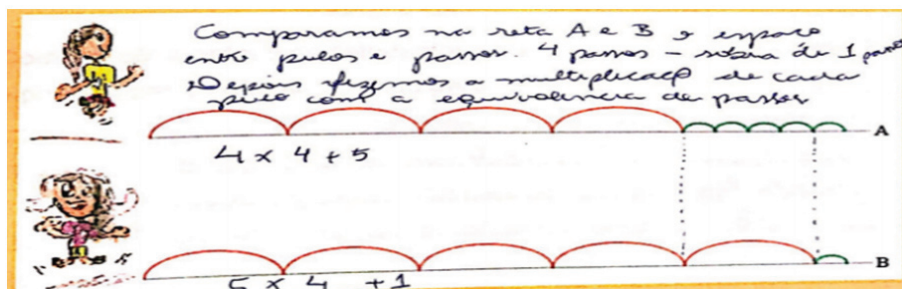 Comparamos na reta A e B o espaço
entre pulos e passos. 4 passos – sobra de 1 passo
Depois fizemos a multiplicação de cada
pulo com a equivalência de passos
A
4 x 4 + 5
5 x 4 + 1
B